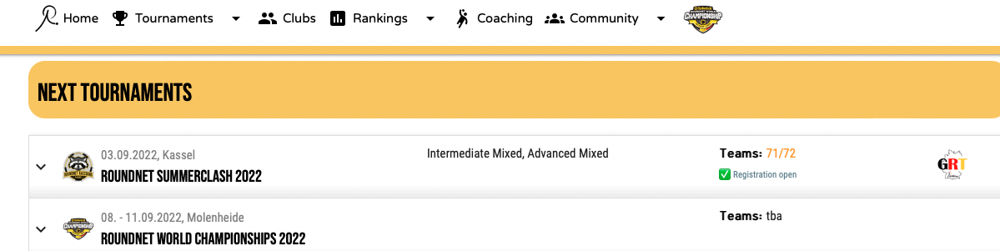 Home Tournaments Clubs Rankings Coaching Community CHAMPIONSHIP
NEXT TOURNAMENTS
03.09.2022, Kassel
ROUNDNET SUMMERCLASH 2022
Intermediate Mixed, Advanced Mixed
Teams: 71/72
Registration open
GRT
08. - 11.09.2022, Molenheide
ROUNDNET WORLD CHAMPIONSHIPS 2022
Teams: tba